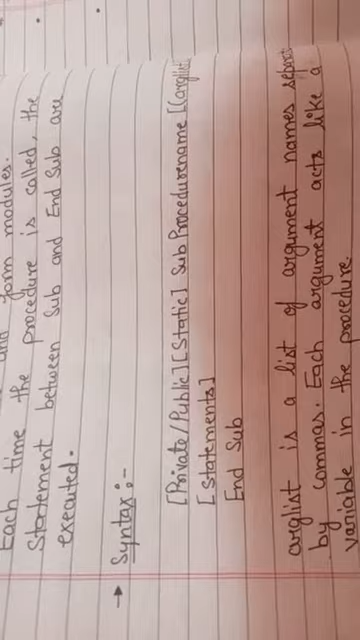 and form modules.
Each time the procedure is called, the
Statement between Sub and End Sub are
executed.
→ Syntax :-
[Private/Public][Static] Sub Procedurename [(arglist
[Statements]
End Sub
arglist is a list of argument names
by commas. Each argument acts like a
variable in the procedure.